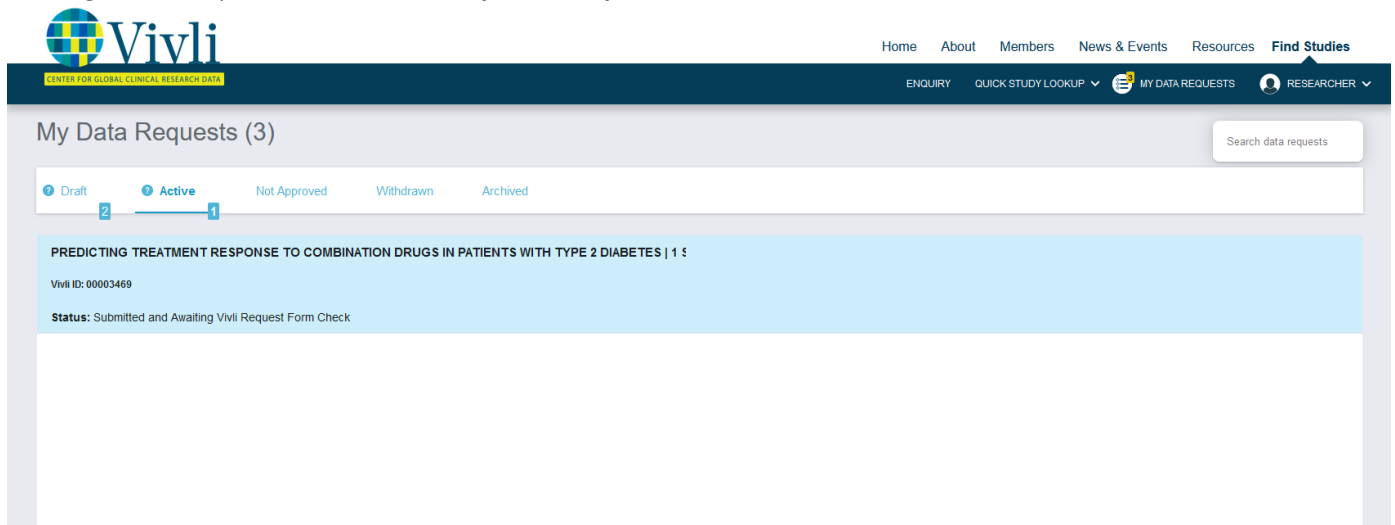 Vivli
CENTER FOR GLOBAL CLINICAL RESEARCH DATA
Home About Members News & Events Resources Find Studies
ENQUIRY QUICK STUDY LOOKUP 3 MY DATA REQUESTS RESEARCHER
My Data Requests (3)
Search data requests
? Draft 2 ? Active 1 Not Approved Withdrawn Archived
PREDICTING TREATMENT RESPONSE TO COMBINATION DRUGS IN PATIENTS WITH TYPE 2 DIABETES | 1 S
Vivli ID: 00003469
Status: Submitted and Awaiting Vivli Request Form Check